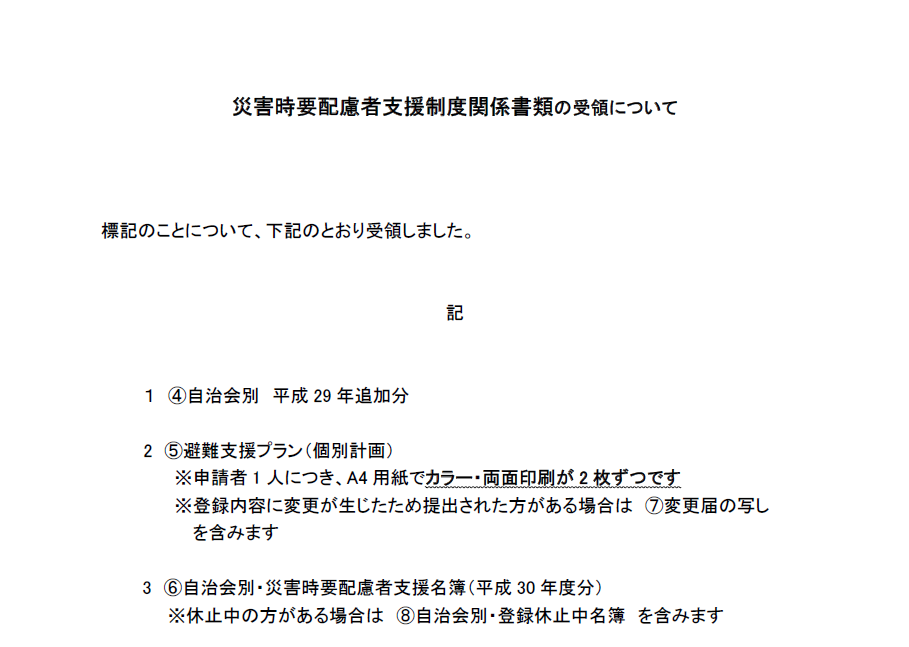 災害時要配慮者支援制度関係書類の受領について
標記のことについて、下記のとおり受領しました。
記
1 ④自治会別 平成 29 年追加分
2 ⑤避難支援プラン（個別計画）
※申請者 1 人につき、A4 用紙でカラー・両面印刷が 2 枚ずつです
※登録内容に変更が生じたため提出された方がある場合は ⑦変更届の写し
を含みます
3 ⑥自治会別・災害時要配慮者支援名簿（平成 30 年度分）
※休止中の方がある場合は ⑧自治会別・登録休止中名簿 を含みます